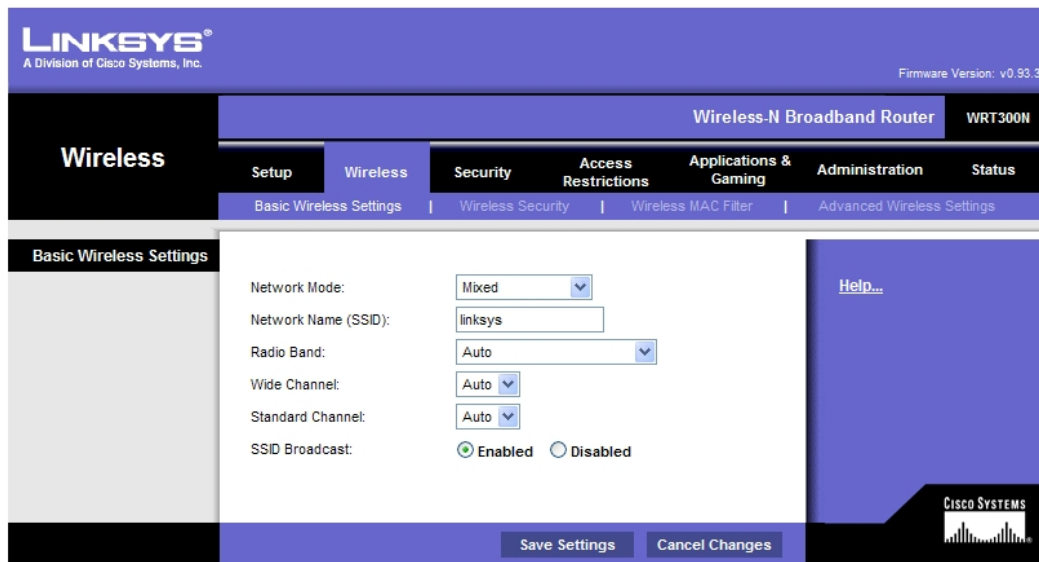 LINKSYS®
A Division of Cisco Systems, Inc.
Firmware Version: v0.93.3
Wireless-N Broadband Router WRT300N
Wireless
Setup Wireless Security Access Restrictions Applications & Gaming Administration Status
Basic Wireless Settings | Wireless Security | Wireless MAC Filter | Advanced Wireless Settings
Basic Wireless Settings
Help...
Network Mode: Mixed
Network Name (SSID): linksys
Radio Band: Auto
Wide Channel: Auto
Standard Channel: Auto
SSID Broadcast: Enabled Disabled
CISCO SYSTEMS
Save Settings Cancel Changes